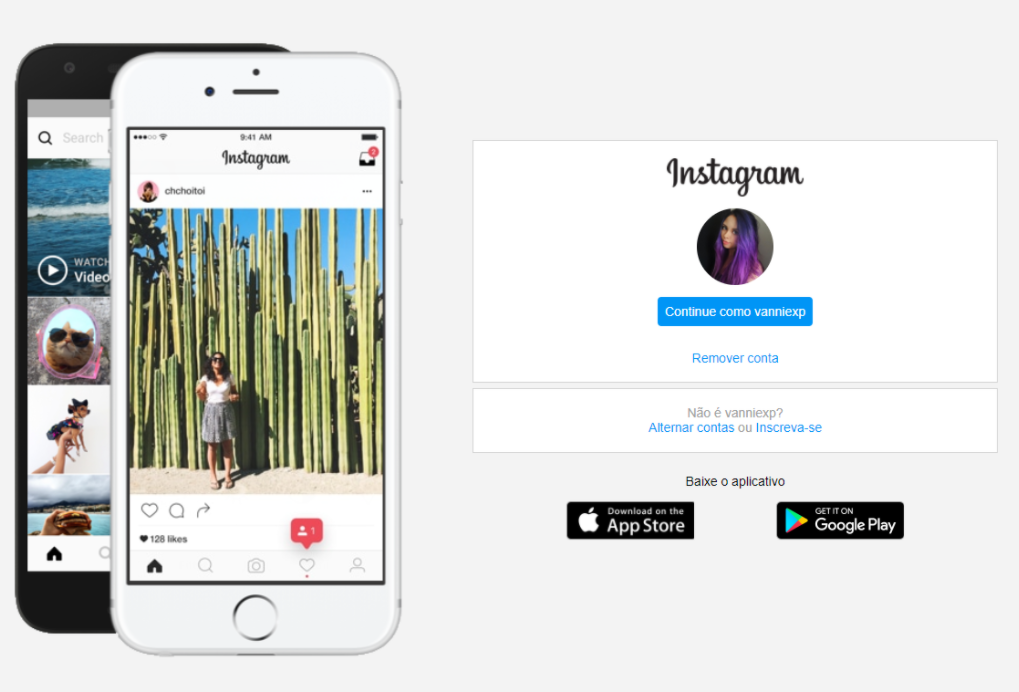 Search
WATCH
Video
9:41 AM
Instagram
2
chchoitoi
128 likes
1
Instagram
Continue como vanniexp
Remover conta
Não é vanniexp?
Alternar contas ou Inscreva-se
Baixe o aplicativo
Download on the
App Store
GET IT ON
Google Play